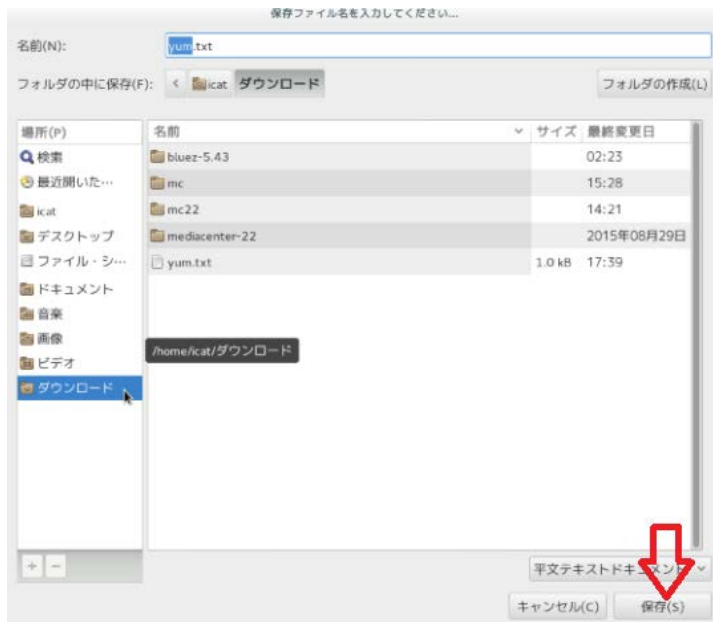 保存ファイル名を入力してください...
名前(N):
yum.txt
フォルダの中に保存(F):
icat
ダウンロード
フォルダの作成(L)
場所(P)
検索
最近開いた…
icat
デスクトップ
ファイル・シ…
ドキュメント
音楽
画像
ビデオ
ダウンロード
名前 サイズ 最終変更日
bluez-5.43 02:23
mc 15:28
mc22 14:21
mediacenter-22 2015年08月29日
yum.txt 1.0 kB 17:39
/home/icat/ダウンロード
平文テキストドキュメント
キャンセル(C)
保存(S)